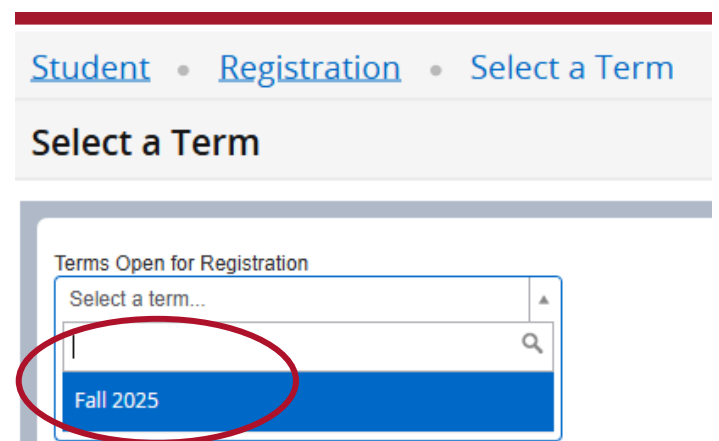 Student • Registration • Select a Term
Select a Term
Terms Open for Registration
Select a term...
Fall 2025